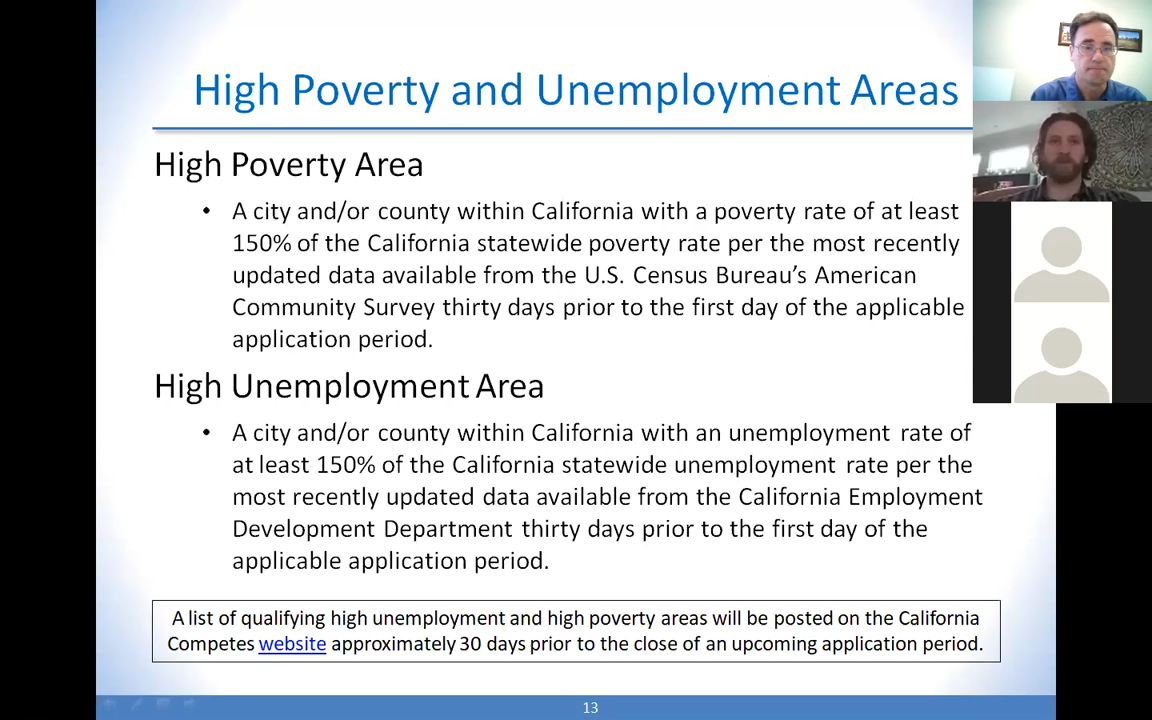 High Poverty and Unemployment Areas
High Poverty Area
• A city and/or county within California with a poverty rate of at least
150% of the California statewide poverty rate per the most recently
updated data available from the U.S. Census Bureau’s American
Community Survey thirty days prior to the first day of the applicable
application period.
High Unemployment Area
• A city and/or county within California with an unemployment rate of
at least 150% of the California statewide unemployment rate per the
most recently updated data available from the California Employment
Development Department thirty days prior to the first day of the
applicable application period.
A list of qualifying high unemployment and high poverty areas will be posted on the California
Competes website approximately 30 days prior to the close of an upcoming application period.
13